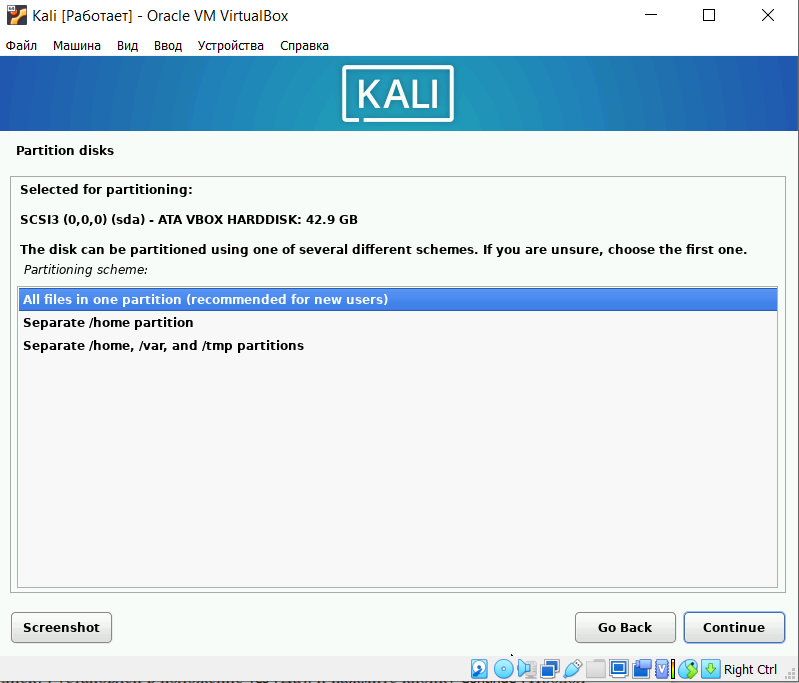 Kali [Работает] - Oracle VM VirtualBox
Файл Машина Вид Ввод Устройства Справка
KALI
Partition disks
Selected for partitioning:
SCSI3 (0,0,0) (sda) - ATA VBOX HARDDISK: 42.9 GB
The disk can be partitioned using one of several different schemes. If you are unsure, choose the first one.
Partitioning scheme:
All files in one partition (recommended for new users)
Separate /home partition
Separate /home, /var, and /tmp partitions
Screenshot Go Back Continue
Right Ctrl